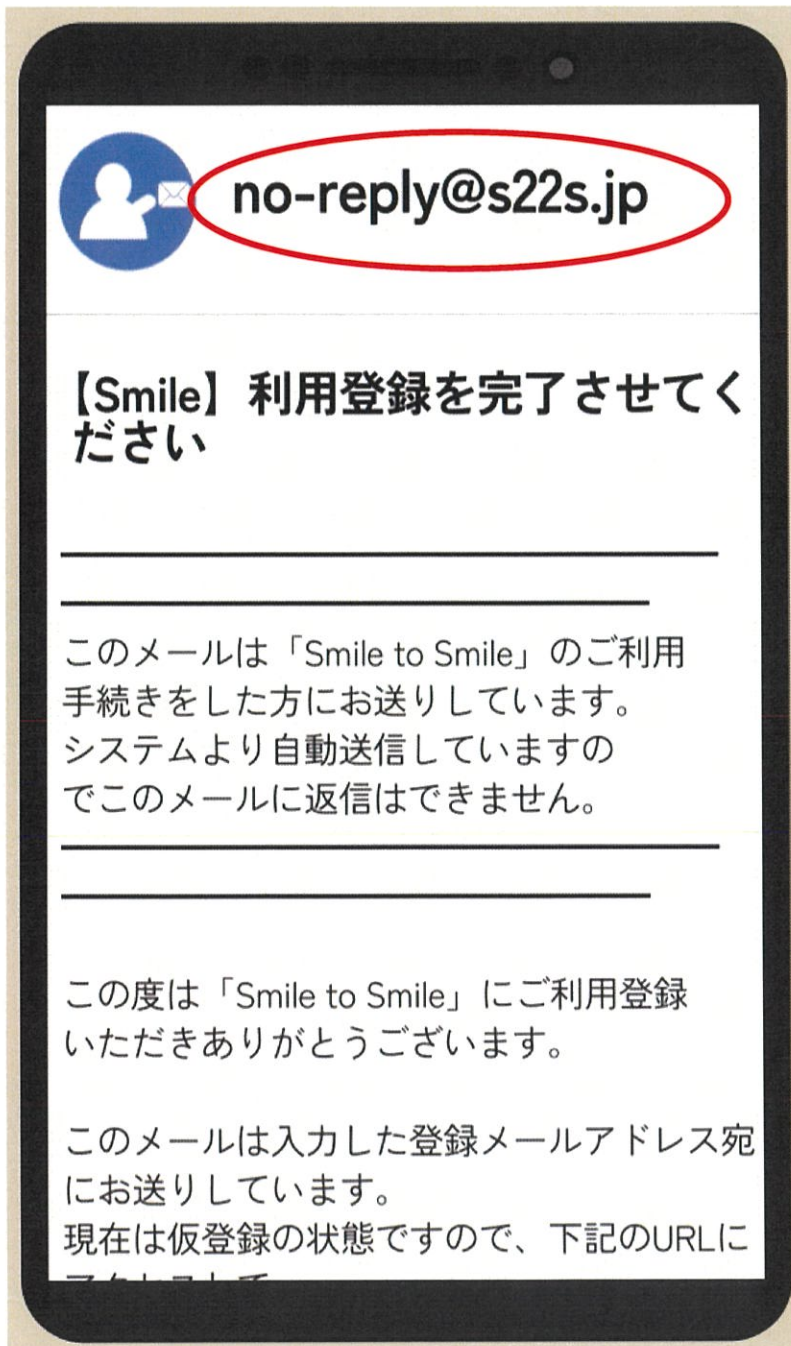 no-reply@s22s.jp
【Smile】利用登録を完了させてく
ださい
このメールは「Smile to Smile」のご利用
手続きをした方にお送りしています。
システムより自動送信していますの
でこのメールに返信はできません。
この度は「Smile to Smile」にご利用登録
いただきありがとうございます。
このメールは入力した登録メールアドレス宛
にお送りしています。
現在は仮登録の状態ですので、下記のURLに